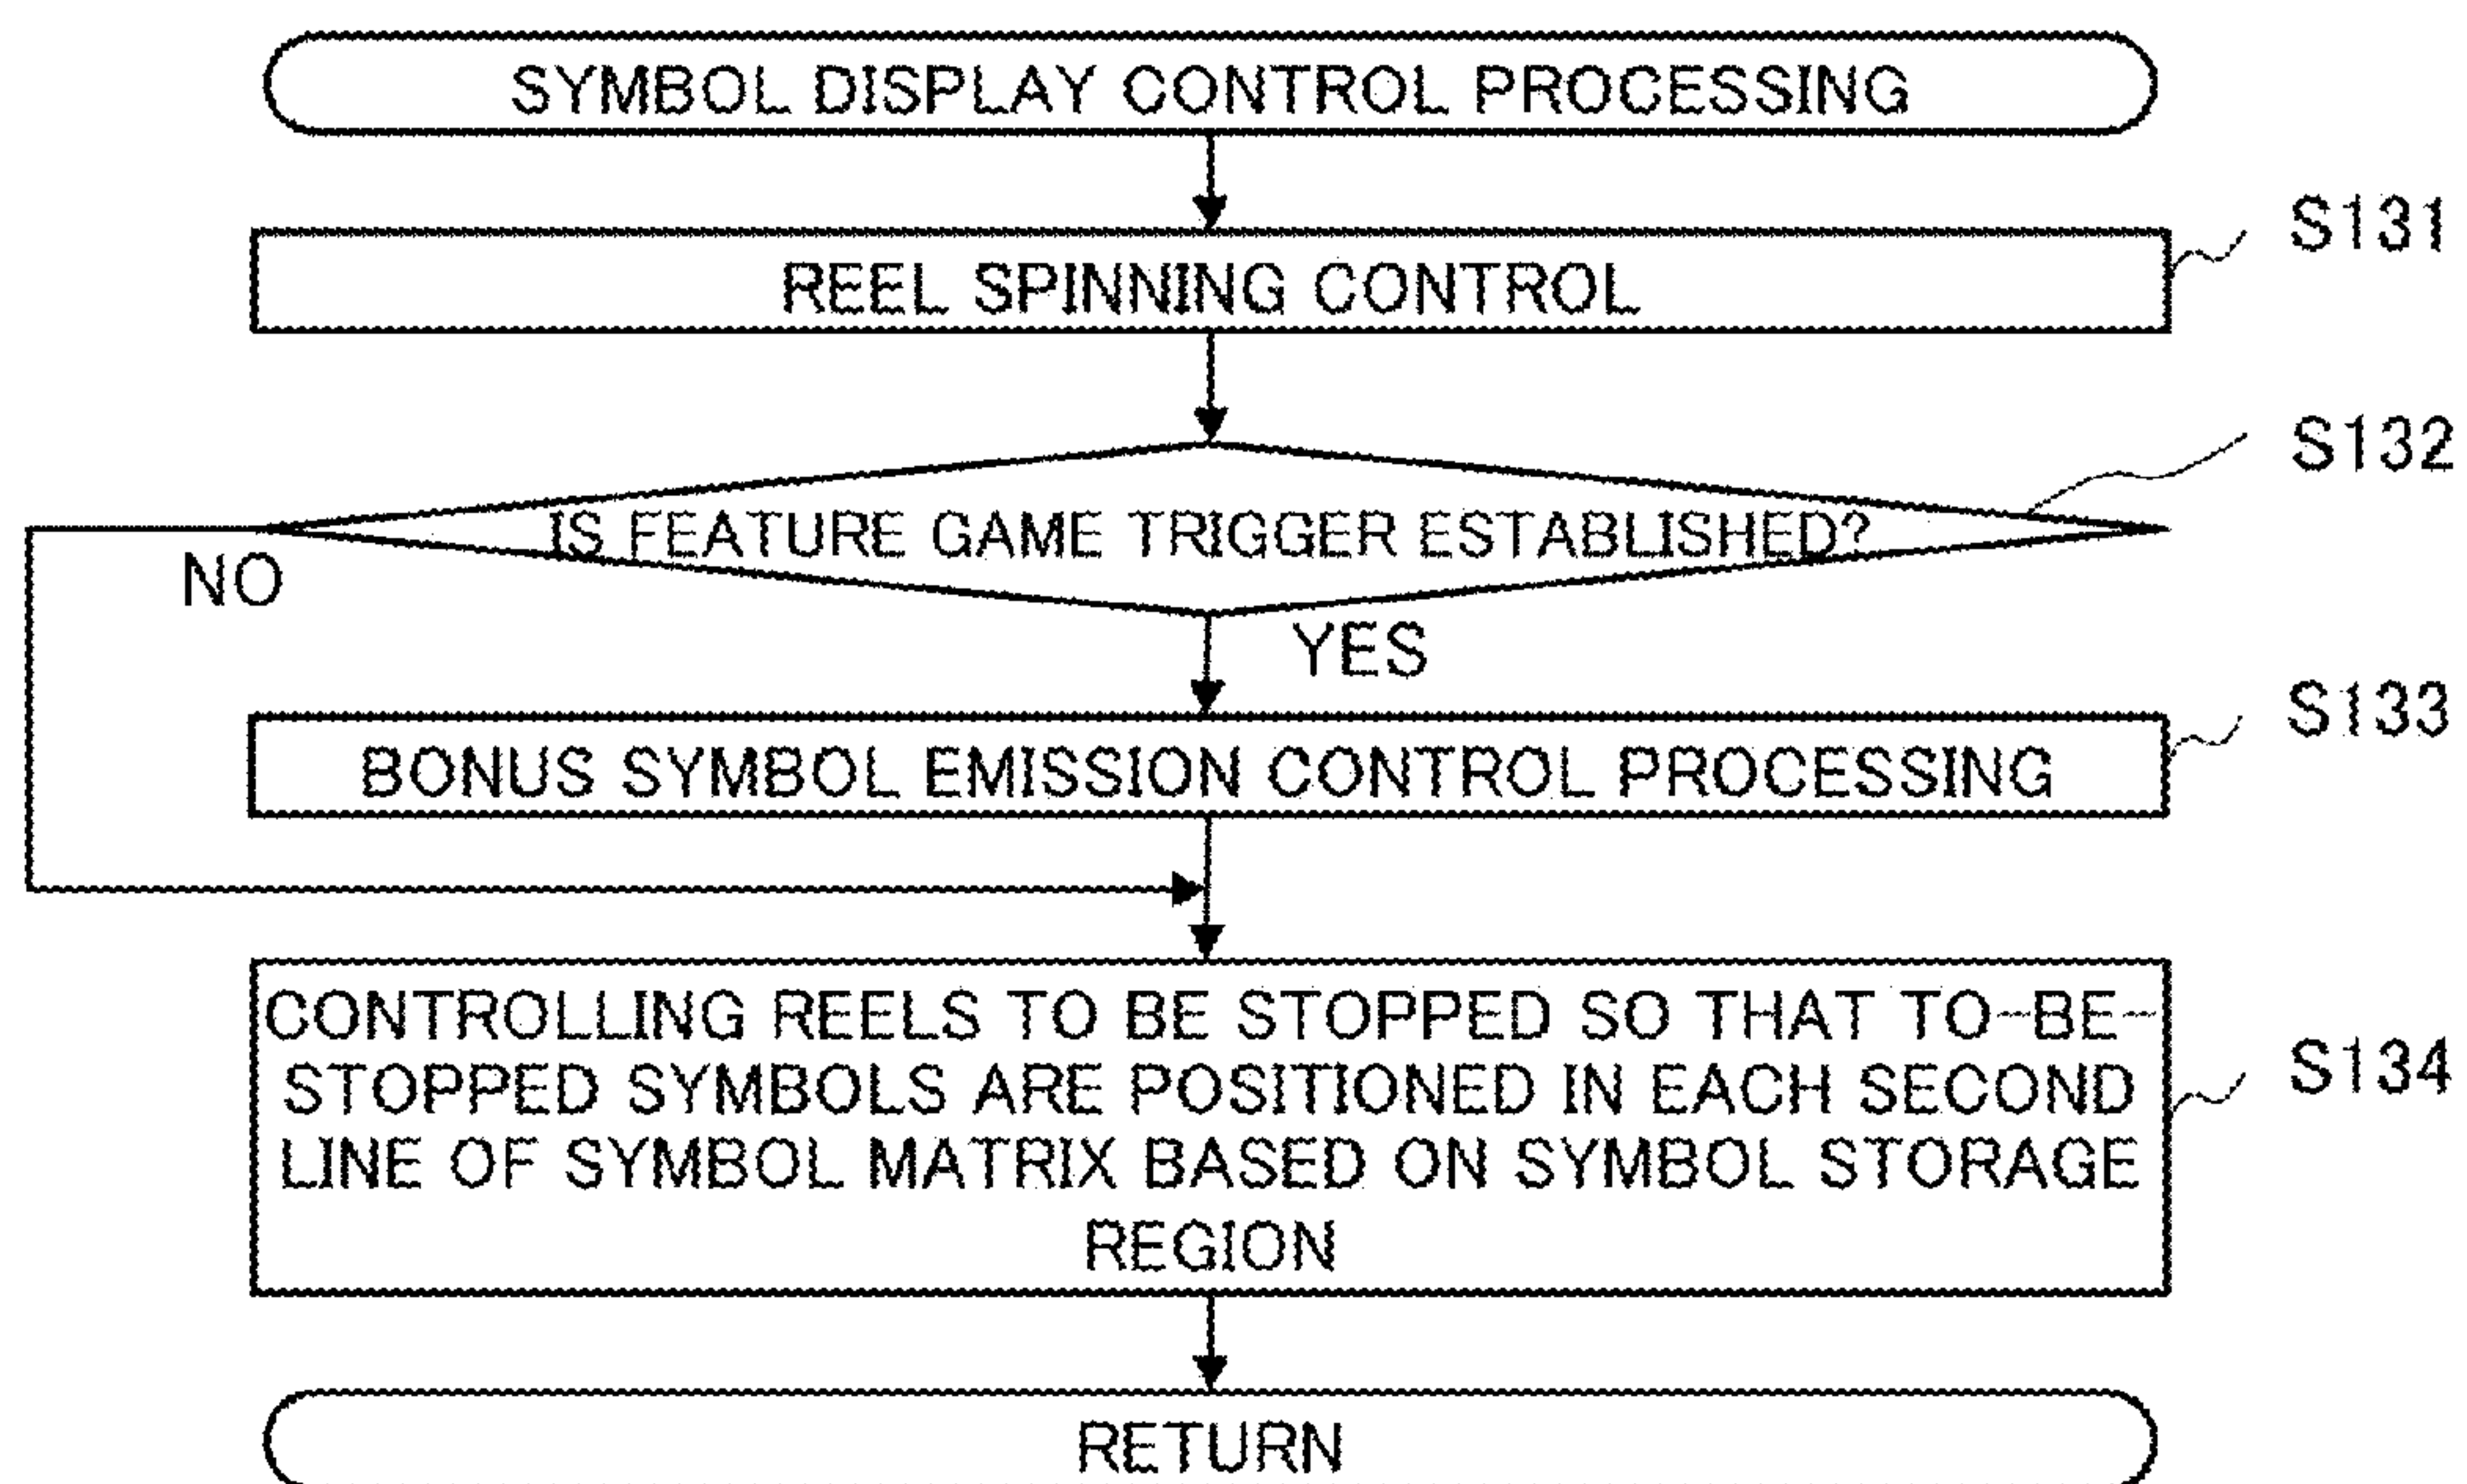 SYMBOL DISPLAY CONTROL PROCESSING
S131
REEL SPINNING CONTROL
S132
IS FEATURE GAME TRIGGER ESTABLISHED?
NO
YES
S133
BONUS SYMBOL EMISSION CONTROL PROCESSING
CONTROLLING REELS TO BE STOPPED SO THAT TO-BE-
STOPPED SYMBOLS ARE POSITIONED IN EACH SECOND
S134
LINE OF SYMBOL MATRIX BASED ON SYMBOL STORAGE
REGION
RETURN